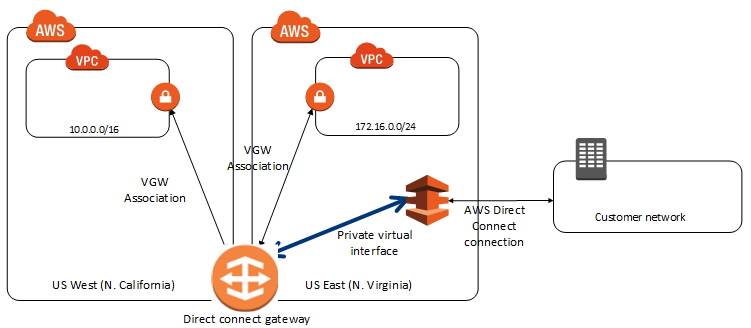 AWS
AWS
VPC
VPC
10.0.0.0/16
172.16.0.0/24
VGW
Association
VGW
Association
AWS Direct
Connect
connection
Customer network
Private virtual
interface
US West (N. California)
US East (N. Virginia)
Direct connect gateway